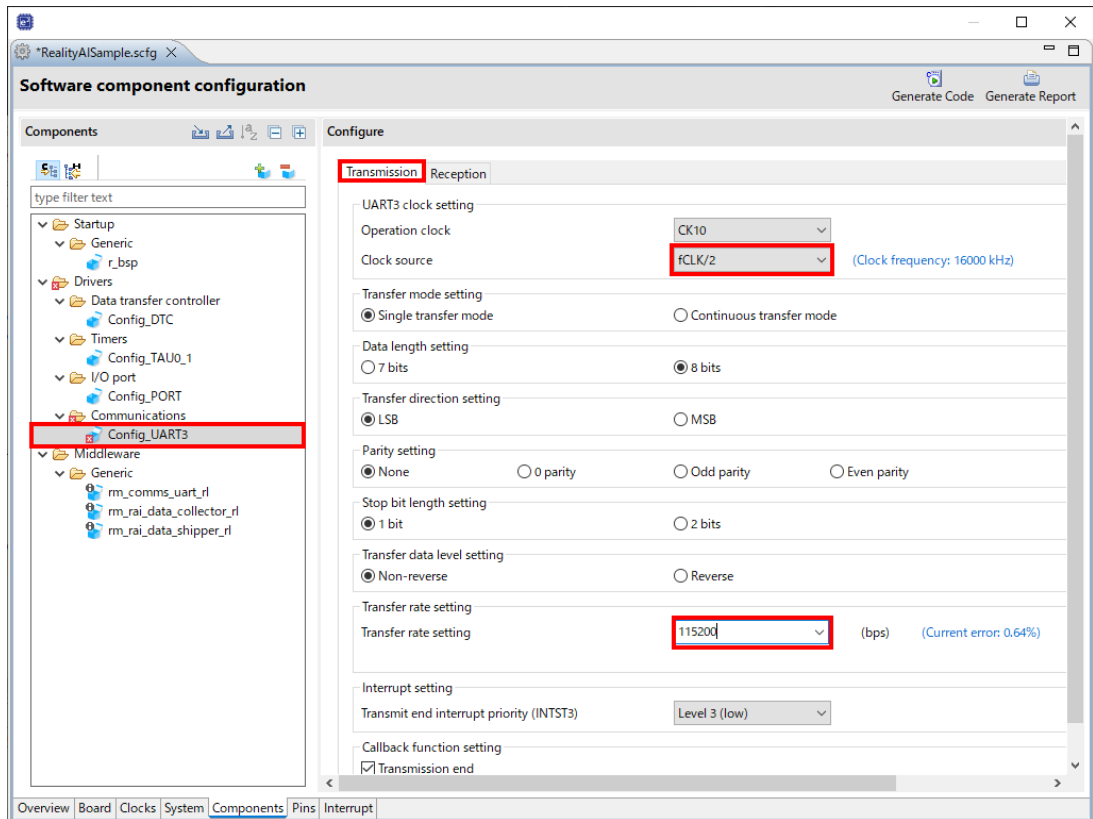 *RealityAISample.scfg
Software component configuration
Generate Code Generate Report
Components
Configure
type filter text
Startup
Generic
r_bsp
Drivers
Data transfer controller
Config_DTC
Timers
Config_TAU0_1
I/O port
Config_PORT
Communications
Config_UART3
Middleware
Generic
rm_comms_uart_rl
rm_rai_data_collector_rl
rm_rai_data_shipper_rl
Transmission Reception
UART3 clock setting
Operation clock CK10
Clock source fCLK/2 (Clock frequency: 16000 kHz)
Transfer mode setting
Single transfer mode Continuous transfer mode
Data length setting
7 bits 8 bits
Transfer direction setting
LSB MSB
Parity setting
None 0 parity Odd parity Even parity
Stop bit length setting
1 bit 2 bits
Transfer data level setting
Non-reverse Reverse
Transfer rate setting
Transfer rate setting 115200 (bps) (Current error: 0.64%)
Interrupt setting
Transmit end interrupt priority (INTST3) Level 3 (low)
Callback function setting
Transmission end
Overview Board Clocks System Components Pins Interrupt